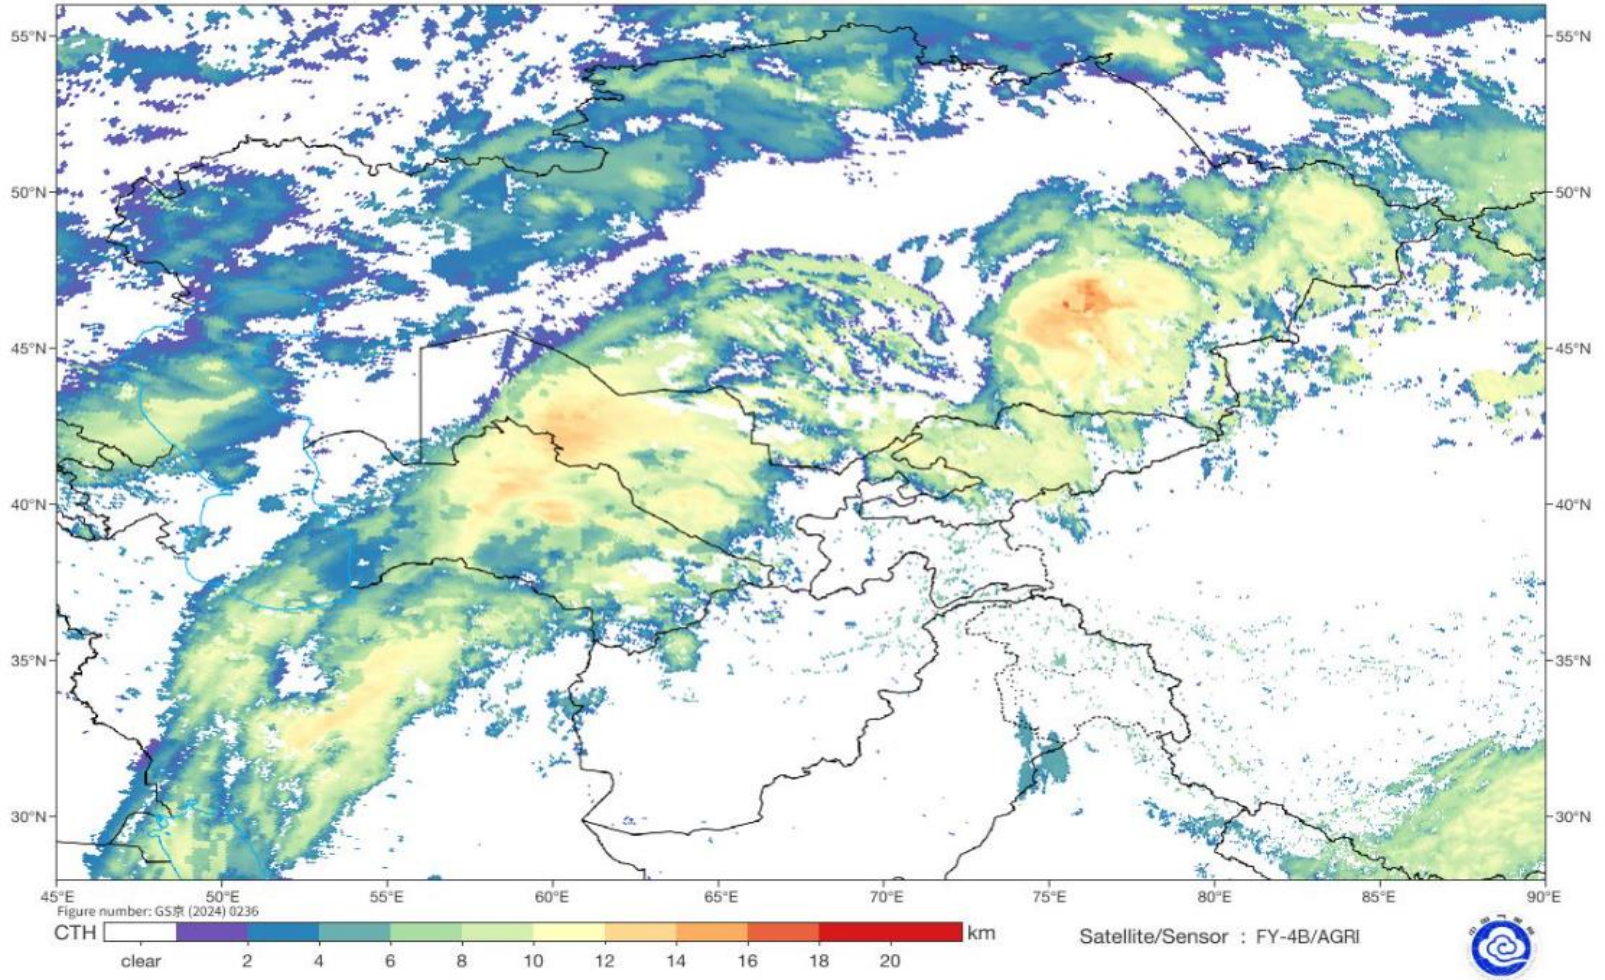 55°N 55°N
50°N 50°N
45°N 45°N
40°N 40°N
35°N 35°N
30°N 30°N
45°E 50°E 55°E 60°E 65°E 70°E 75°E 80°E 85°E 90°E
Figure number: GS京 (2024) 0236
CTH km
clear 2 4 6 8 10 12 14 16 18 20
Satellite/Sensor : FY-4B/AGRI